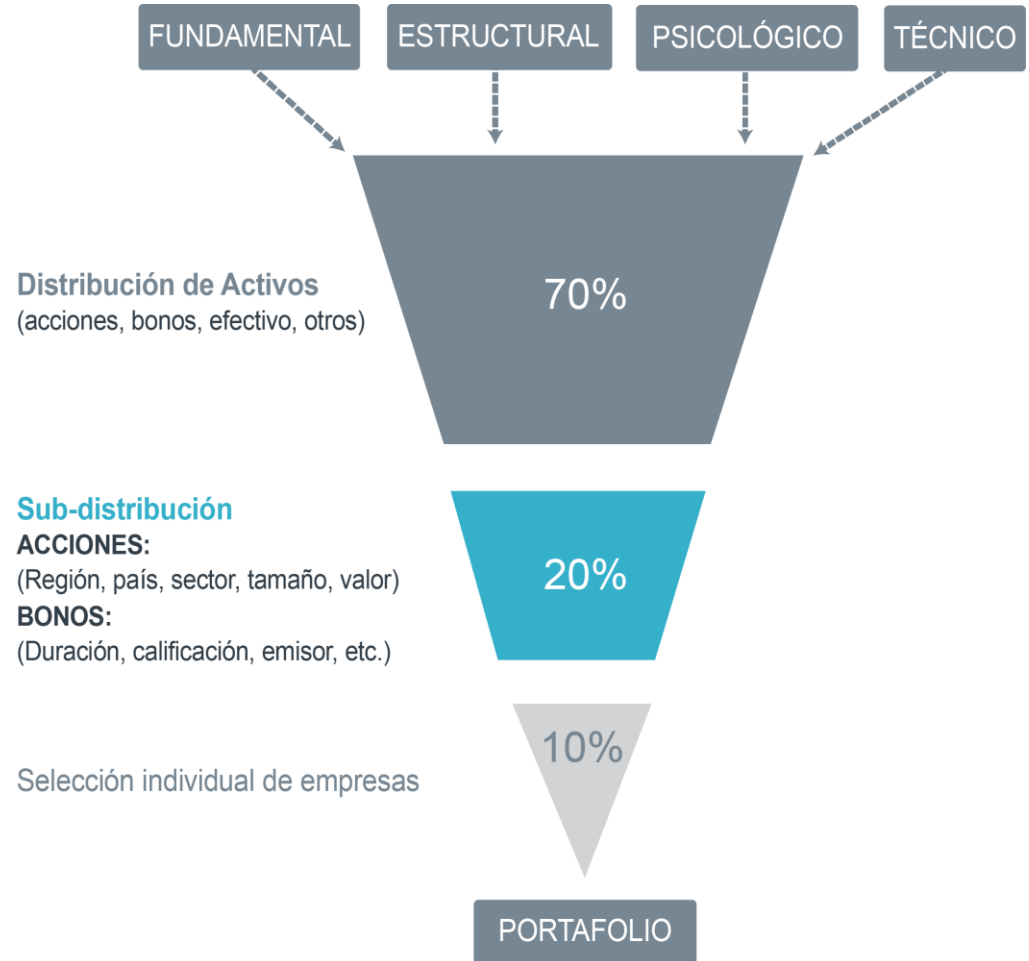 FUNDAMENTAL
ESTRUCTURAL
PSICOLÓGICO
TÉCNICO
Distribución de Activos
(acciones, bonos, efectivo, otros)
70%
Sub-distribución
ACCIONES:
(Región, país, sector, tamaño, valor)
BONOS:
(Duración, calificación, emisor, etc.)
20%
Selección individual de empresas
10%
PORTAFOLIO